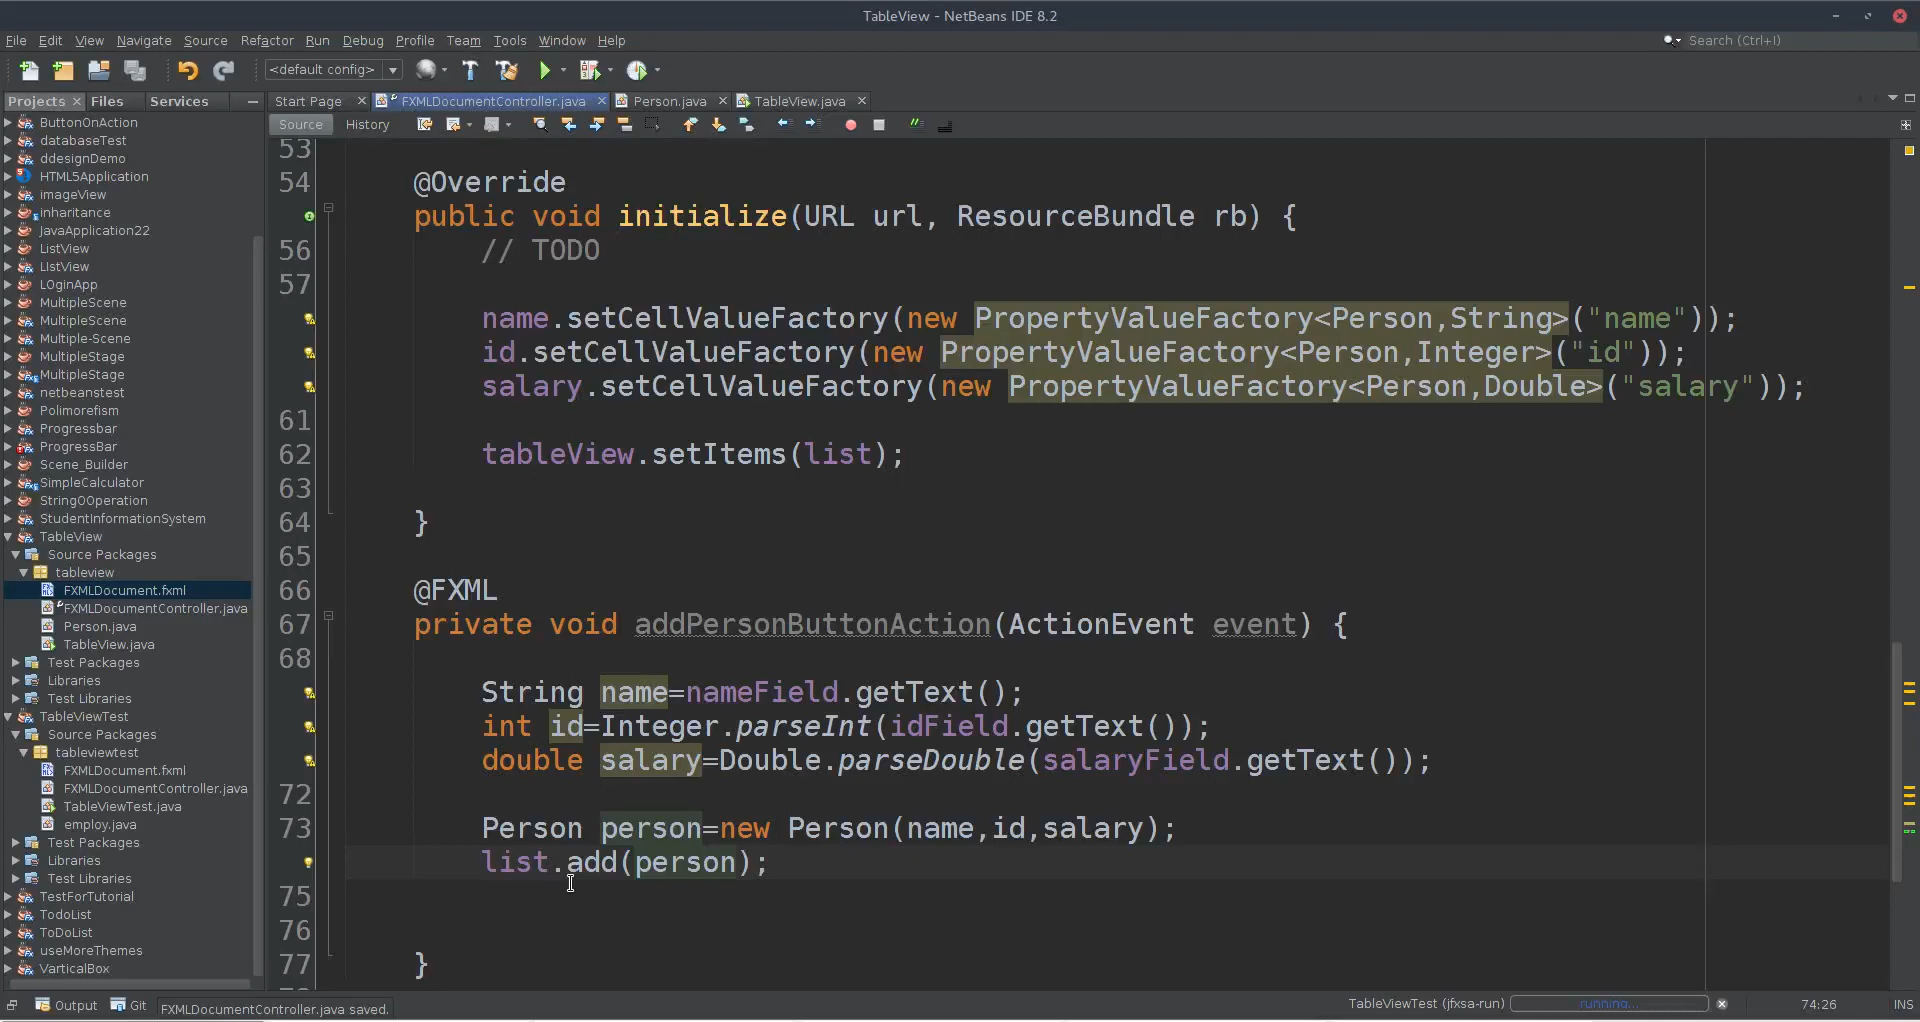 TableView - NetBeans IDE 8.2
File Edit View Navigate Source Refactor Run Debug Profile Team Tools Window Help
Search (Ctrl+I)
<default config>
Projects Files Services
Start Page FXMLDocumentController.java Person.java TableView.java
Source History
ButtonOnAction
databaseTest
ddesignDemo
HTML5Application
imageView
inheritance
JavaApplication22
ListView
LIstView
LOginApp
MultipleScene
MultipleScene
Multiple-Scene
MultipleStage
MultipleStage
netbeanstest
Polimorefism
Progressbar
ProgressBar
Scene_Builder
SimpleCalculator
StringOOperation
StudentInformationSystem
TableView
Source Packages
tableview
FXMLDocument.fxml
FXMLDocumentController.java
Person.java
TableView.java
Test Packages
Libraries
Test Libraries
TableViewTest
Source Packages
tableviewtest
FXMLDocument.fxml
FXMLDocumentController.java
TableViewTest.java
employ.java
Test Packages
Libraries
Test Libraries
TestForTutorial
TodoList
ToDoList
useMoreThemes
VarticalBox
53
54 @Override
public void initialize(URL url, ResourceBundle rb) {
56 // TODO
57
name.setCellValueFactory(new PropertyValueFactory<Person,String>("name"));
id.setCellValueFactory(new PropertyValueFactory<Person,Integer>("id"));
salary.setCellValueFactory(new PropertyValueFactory<Person,Double>("salary"));
61
62 tableView.setItems(list);
63
64 }
65
66 @FXML
67 private void addPersonButtonAction(ActionEvent event) {
68
String name=nameField.getText();
int id=Integer.parseInt(idField.getText());
double salary=Double.parseDouble(salaryField.getText());
72
73 Person person=new Person(name,id,salary);
list.add(person);
75
76
77 }
Output Git FXMLDocumentController.java saved. TableViewTest (jfxsa-run) running... 74:26 INS